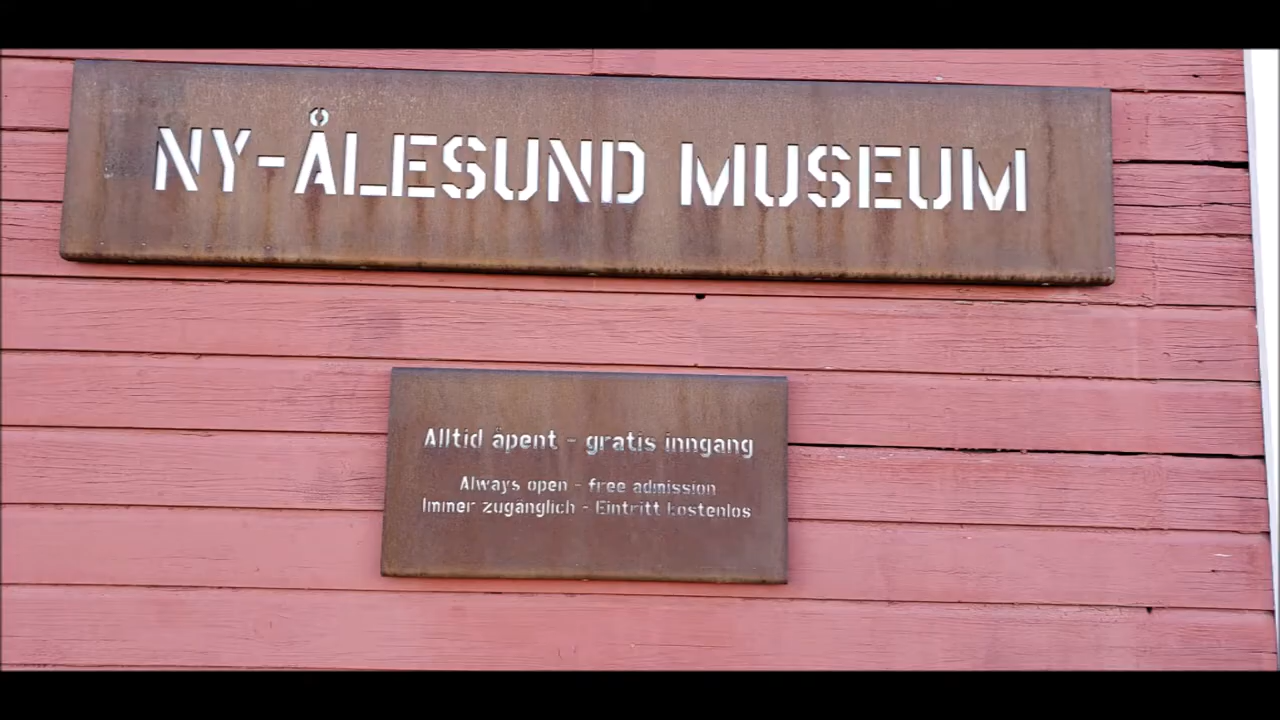 NY-ÅLESUND MUSEUM
Alltid åpent - gratis inngang
Always open - free admission
Immer zugänglich - Eintritt kostenlos